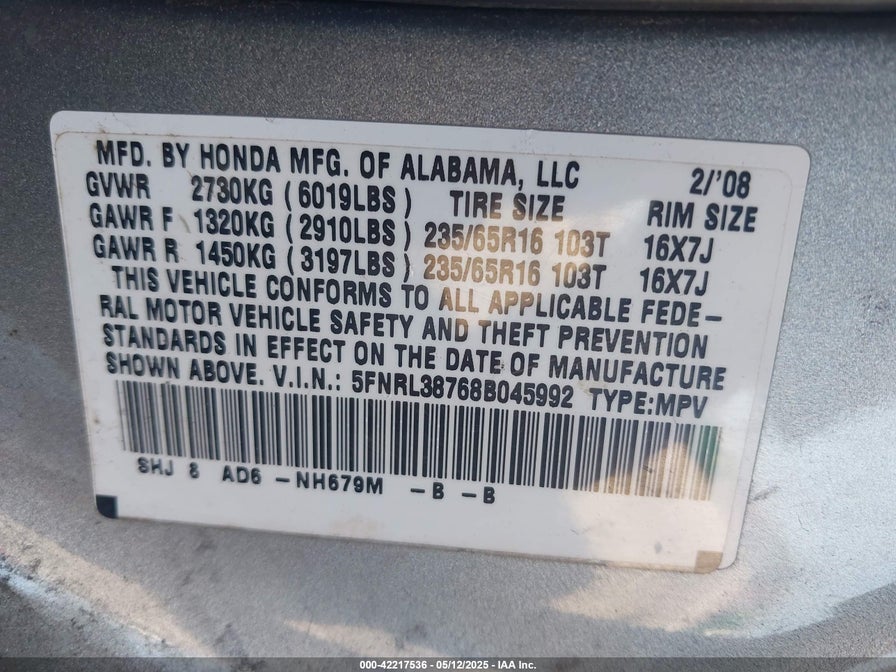 MFD. BY HONDA MFG. OF ALABAMA, LLC 2/'08
GVWR 2730KG (6019LBS) TIRE SIZE RIM SIZE
GAWR F 1320KG (2910LBS) 235/65R16 103T 16X7J
GAWR R 1450KG (3197LBS) 235/65R16 103T 16X7J
THIS VEHICLE CONFORMS TO ALL APPLICABLE FEDE-
RAL MOTOR VEHICLE SAFETY AND THEFT PREVENTION
STANDARDS IN EFFECT ON THE DATE OF MANUFACTURE
SHOWN ABOVE. V.I.N.: 5FNRL38768B045992 TYPE:MPV
SHJ 8 AD6 -NH679M -B -B
000-42217536 - 05/12/2025 - IAA Inc.